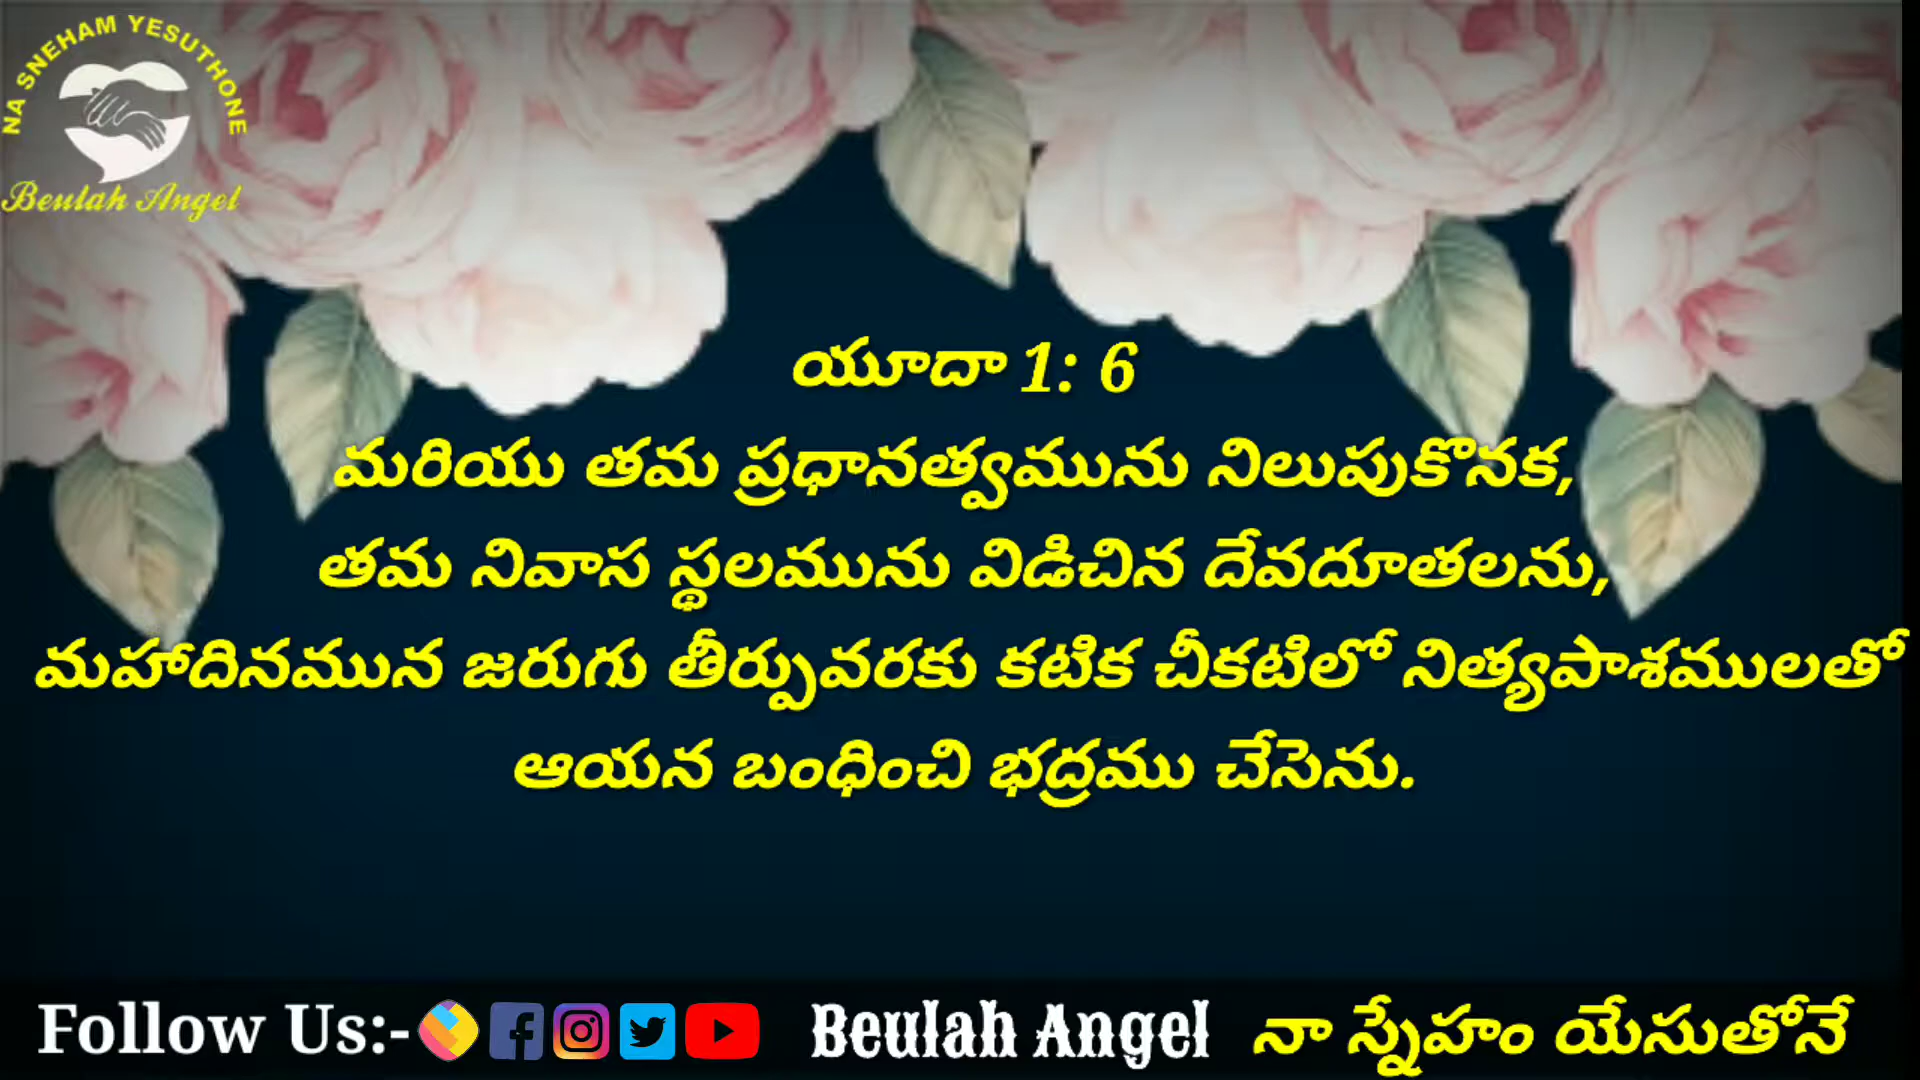 NA SNEHAM YESUTHONE
Beulah Angel
యూదా 1: 6
మరియు తమ ప్రధానత్వమును నిలుపుకొనక,
తమ నివాస స్థలమును విడిచిన దేవదూతలను,
మహాదినమున జరుగు తీర్పువరకు కటిక చీకటిలో నిత్యపాశములతో
ఆయన బంధించి భద్రము చేసెను.
Follow Us:- Beulah Angel నా స్నేహం యేసుతోనే